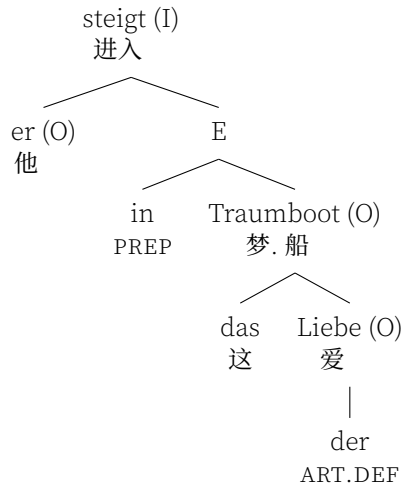 steigt (I)
进入
er (O) E
他
in Traumboot (O)
PREP 梦. 船
das Liebe (O)
这 爱
der
ART.DEF